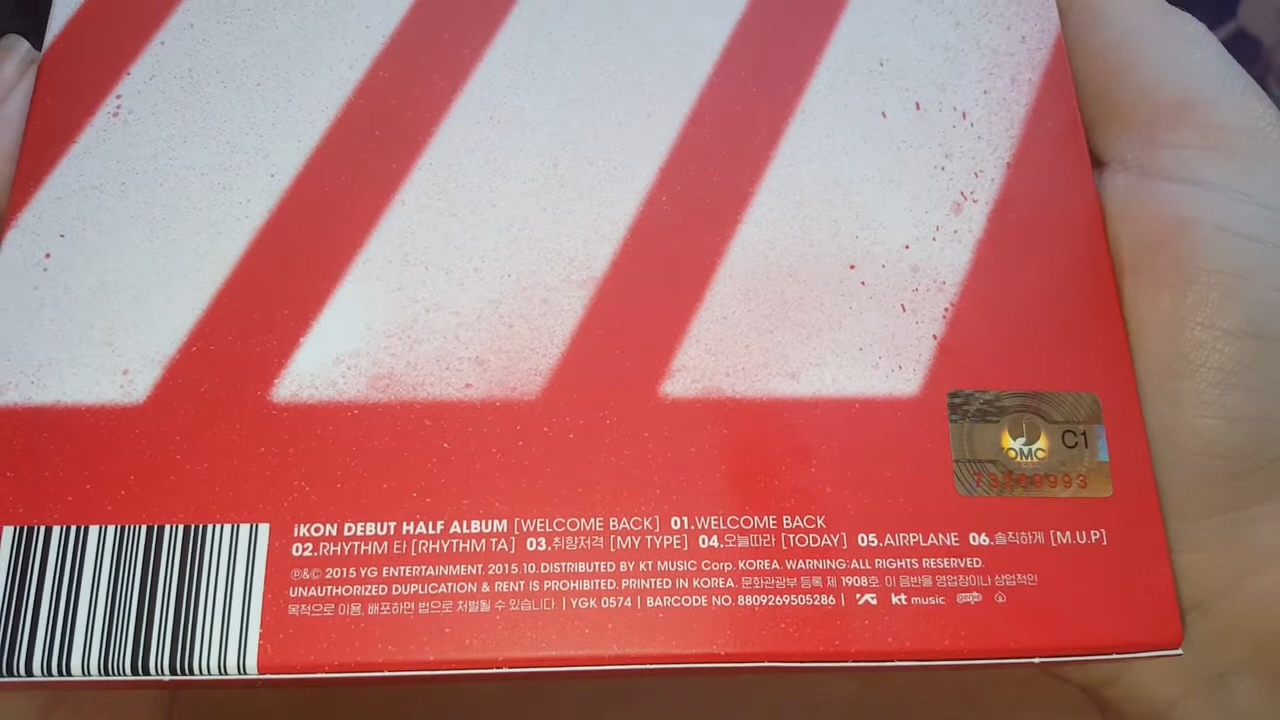 OMC
C1
73269993
iKON DEBUT HALF ALBUM [WELCOME BACK] 01.WELCOME BACK
02.RHYTHM 타 [RHYTHM TA] 03.취향저격 [MY TYPE] 04.오늘따라 [TODAY] 05.AIRPLANE 06.솔직하게 [M.U.P]
℗&© 2015 YG ENTERTAINMENT. 2015.10. DISTRIBUTED BY KT MUSIC Corp. KOREA. WARNING:ALL RIGHTS RESERVED.
UNAUTHORIZED DUPLICATION & RENT IS PROHIBITED. PRINTED IN KOREA. 문화관광부 등록 제 1908호. 이 음반을 영업장이나 상업적인
목적으로 이용, 배포하면 법으로 처벌될 수 있습니다. | YGK 0574 | BARCODE NO. 8809269505286 | YG kt music genie